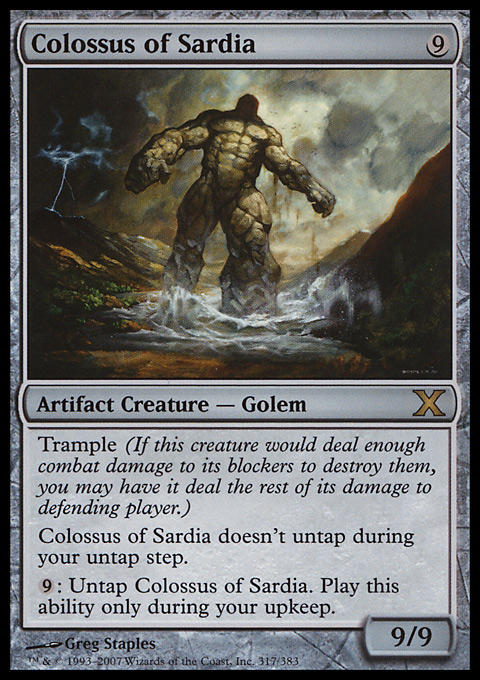 Colossus of Sardia 9
Artifact Creature — Golem X
Trample (If this creature would deal enough
combat damage to its blockers to destroy them,
you may have it deal the rest of its damage to
defending player.)
Colossus of Sardia doesn't untap during
your untap step.
9: Untap Colossus of Sardia. Play this
ability only during your upkeep.
Greg Staples
9/9
™ & © 1993–2007 Wizards of the Coast, Inc. 317/383